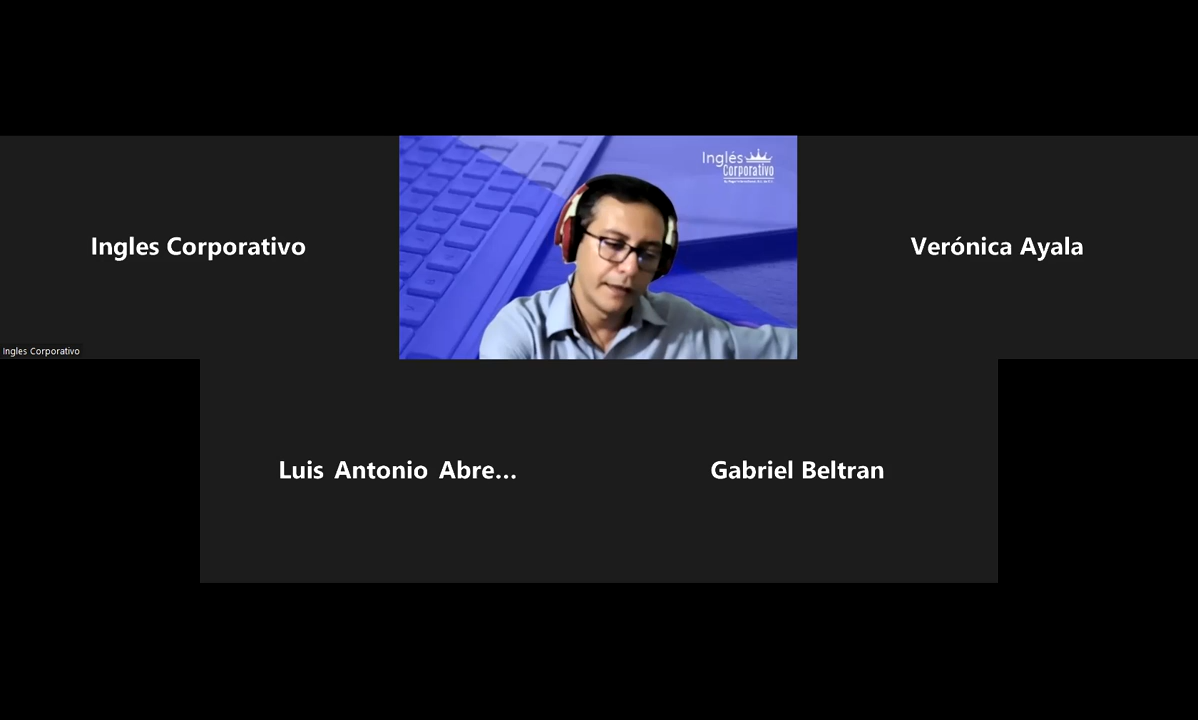 Inglés
Corporativo
Ingles Corporativo
Verónica Ayala
Ingles Corporativo
Luis Antonio Abre...
Gabriel Beltran